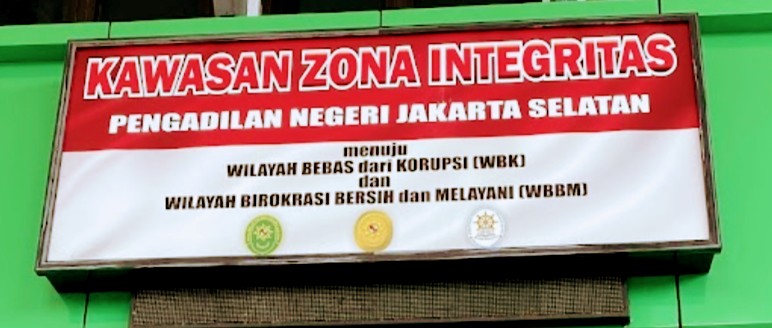 KAWASAN ZONA INTEGRITAS
PENGADILAN NEGERI JAKARTA SELATAN
menuju
WILAYAH BEBAS dari KORUPSI (WBK)
dan
WILAYAH BIROKRASI BERSIH dan MELAYANI (WBBM)